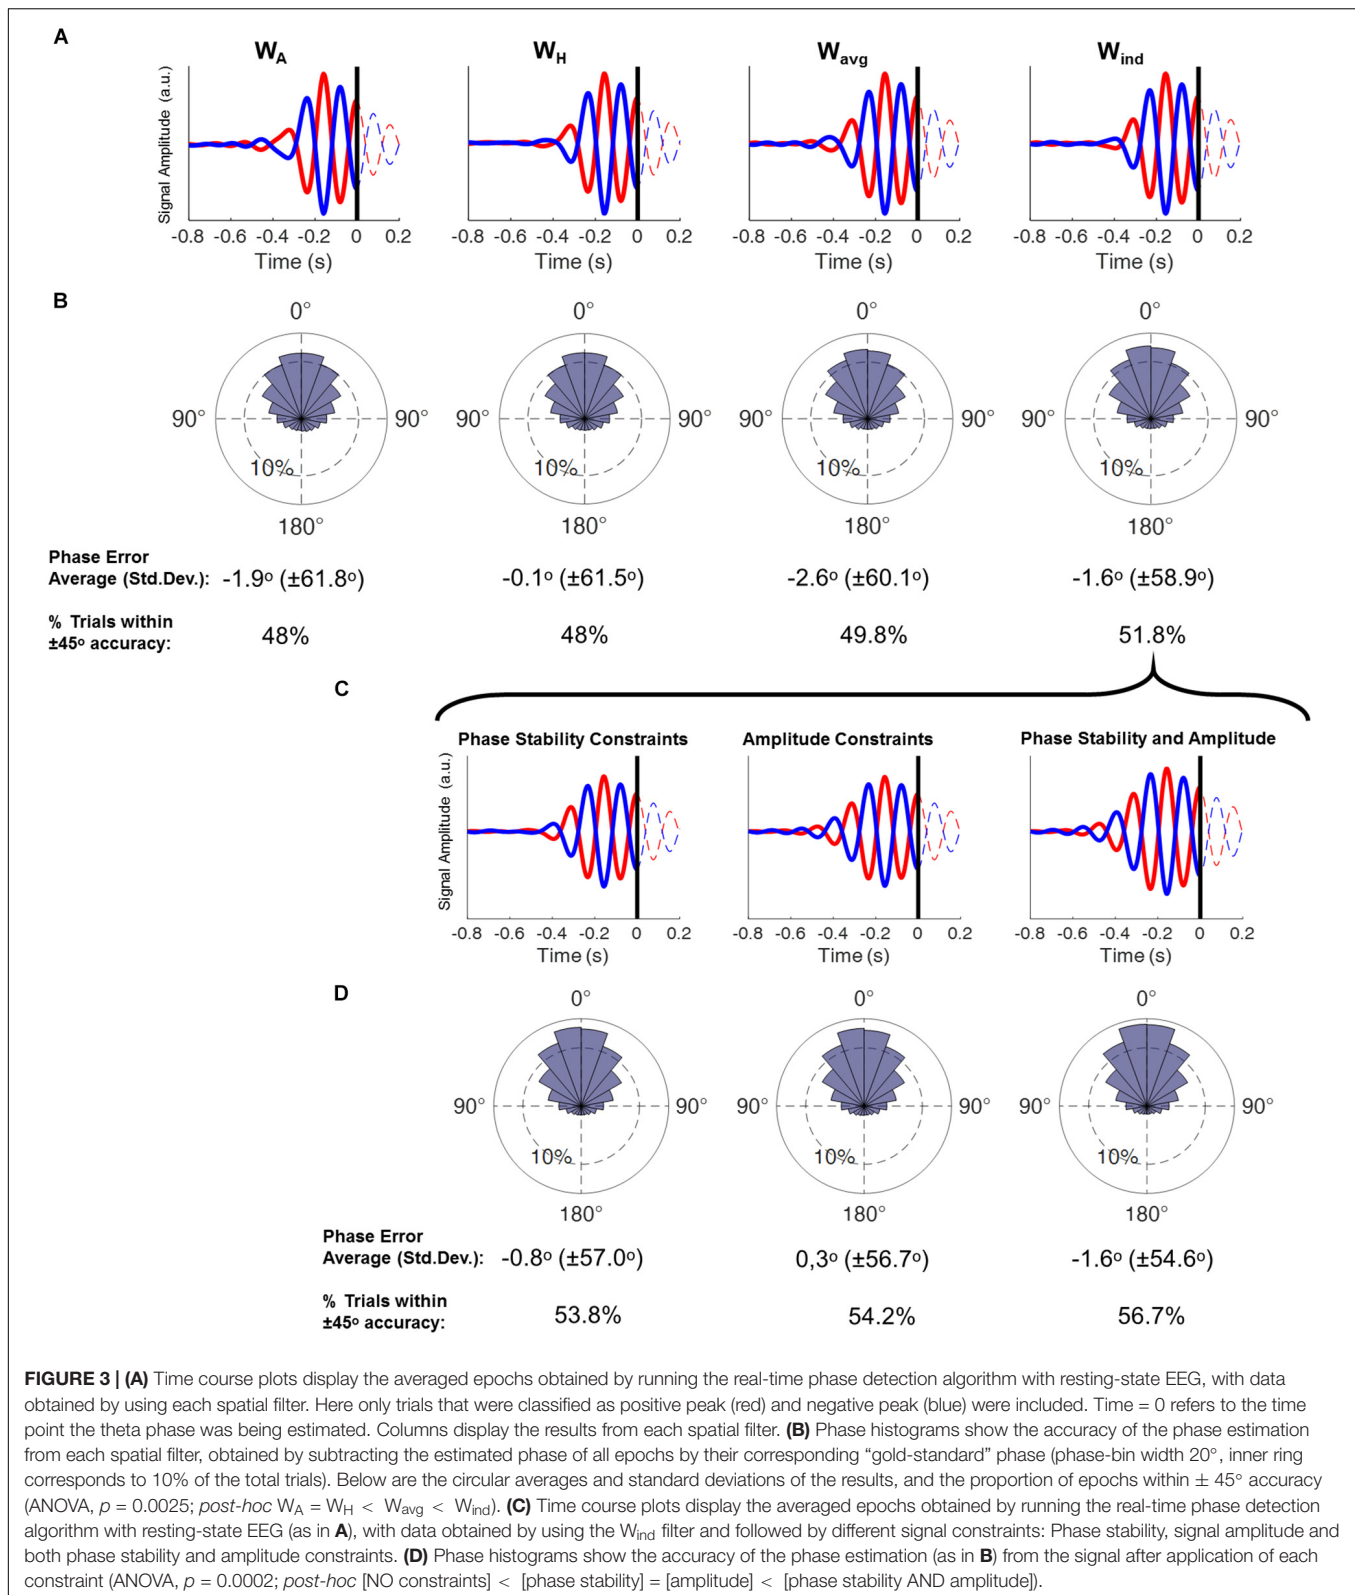 A
W_A W_H W_avg W_ind
Signal Amplitude (a.u.)
-0.8 -0.6 -0.4 -0.2 0 0.2 -0.8 -0.6 -0.4 -0.2 0 0.2 -0.8 -0.6 -0.4 -0.2 0 0.2 -0.8 -0.6 -0.4 -0.2 0 0.2
Time (s) Time (s) Time (s) Time (s)
B
0° 0° 0° 0°
90° 90° 90° 90° 90° 90° 90° 90°
10% 10% 10% 10%
180° 180° 180° 180°
Phase Error
Average (Std.Dev.): -1.9º (±61.8º) -0.1º (±61.5º) -2.6º (±60.1º) -1.6º (±58.9º)
% Trials within
±45º accuracy: 48% 48% 49.8% 51.8%
C
Phase Stability Constraints Amplitude Constraints Phase Stability and Amplitude
Signal Amplitude (a.u.)
-0.8 -0.6 -0.4 -0.2 0 0.2 -0.8 -0.6 -0.4 -0.2 0 0.2 -0.8 -0.6 -0.4 -0.2 0 0.2
Time (s) Time (s) Time (s)
D
0° 0° 0°
90° 90° 90° 90° 90° 90°
10% 10% 10%
180° 180° 180°
Phase Error
Average (Std.Dev.): -0.8º (±57.0º) 0,3º (±56.7º) -1.6º (±54.6º)
% Trials within
±45º accuracy: 53.8% 54.2% 56.7%
FIGURE 3 | (A) Time course plots display the averaged epochs obtained by running the real-time phase detection algorithm with resting-state EEG, with data
obtained by using each spatial filter. Here only trials that were classified as positive peak (red) and negative peak (blue) were included. Time = 0 refers to the time
point the theta phase was being estimated. Columns display the results from each spatial filter. (B) Phase histograms show the accuracy of the phase estimation
from each spatial filter, obtained by subtracting the estimated phase of all epochs by their corresponding “gold-standard” phase (phase-bin width 20°, inner ring
corresponds to 10% of the total trials). Below are the circular averages and standard deviations of the results, and the proportion of epochs within ± 45° accuracy
(ANOVA, p = 0.0025; post-hoc W_A = W_H < W_avg < W_ind). (C) Time course plots display the averaged epochs obtained by running the real-time phase detection
algorithm with resting-state EEG (as in A), with data obtained by using the W_ind filter and followed by different signal constraints: Phase stability, signal amplitude and
both phase stability and amplitude constraints. (D) Phase histograms show the accuracy of the phase estimation (as in B) from the signal after application of each
constraint (ANOVA, p = 0.0002; post-hoc [NO constraints] < [phase stability] = [amplitude] < [phase stability AND amplitude]).